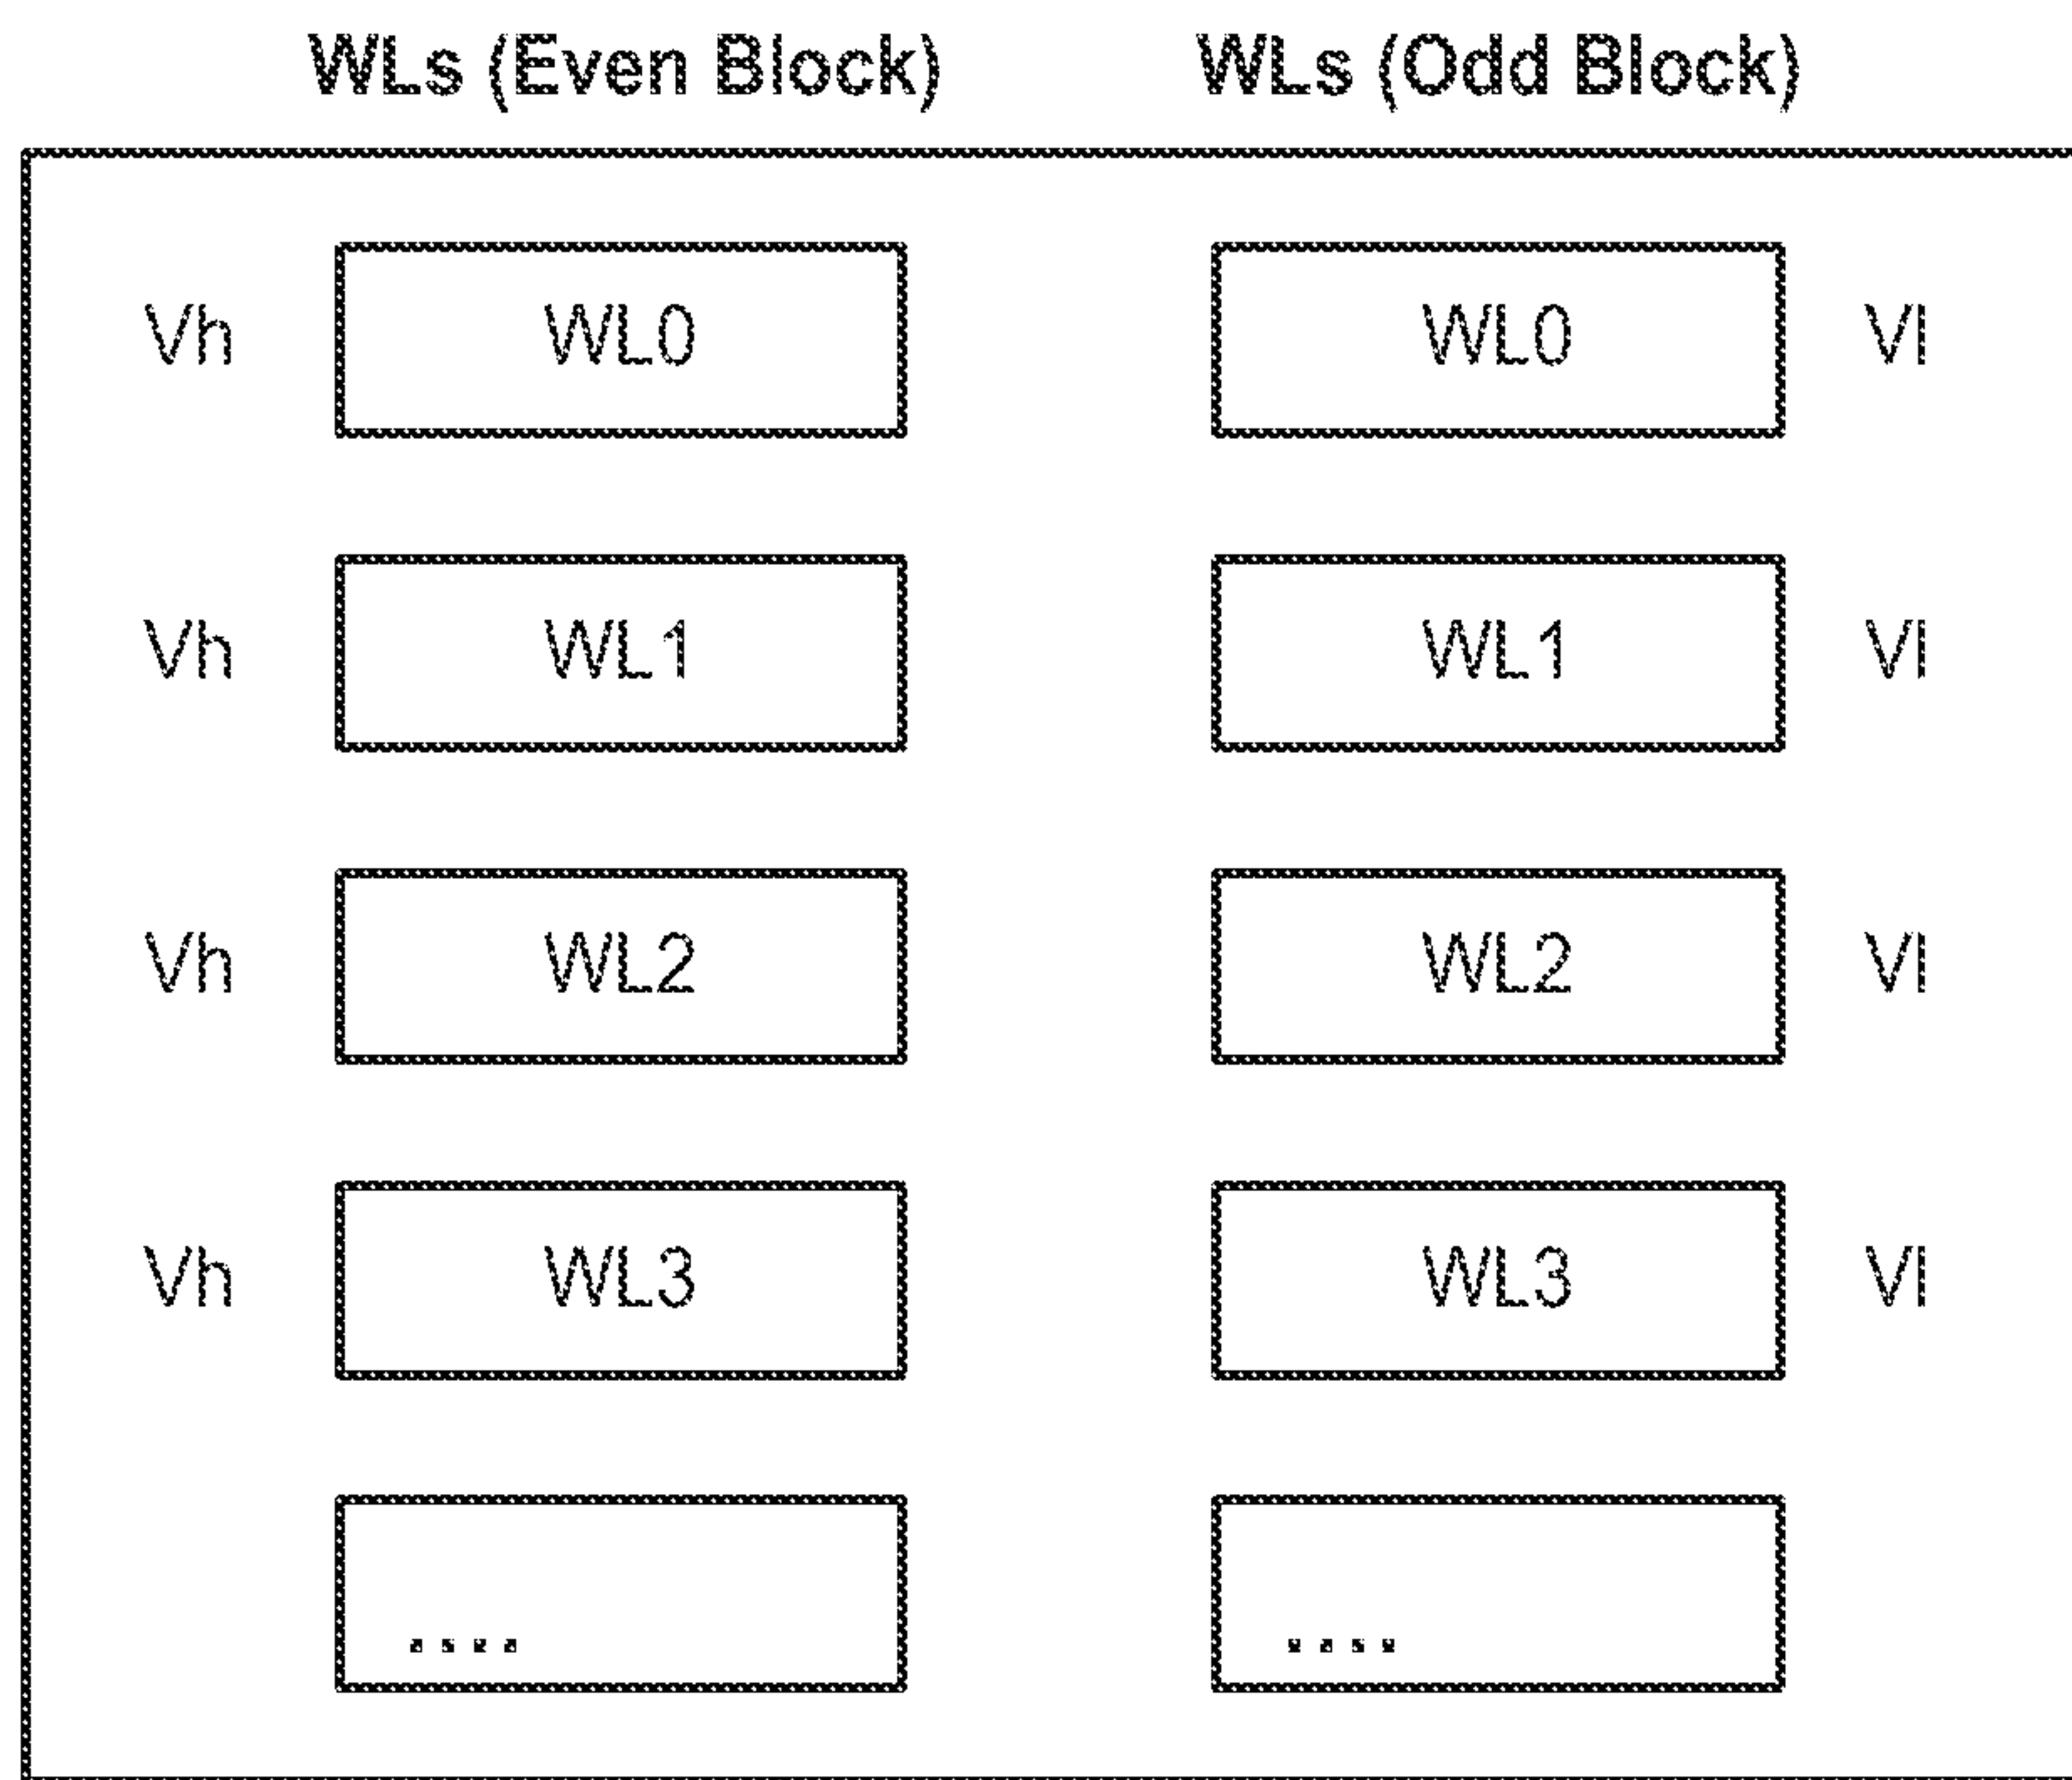 WLs (Even Block) WLs (Odd Block)
Vh WL0 WL0 Vl
Vh WL1 WL1 Vl
Vh WL2 WL2 Vl
Vh WL3 WL3 Vl
.... ....